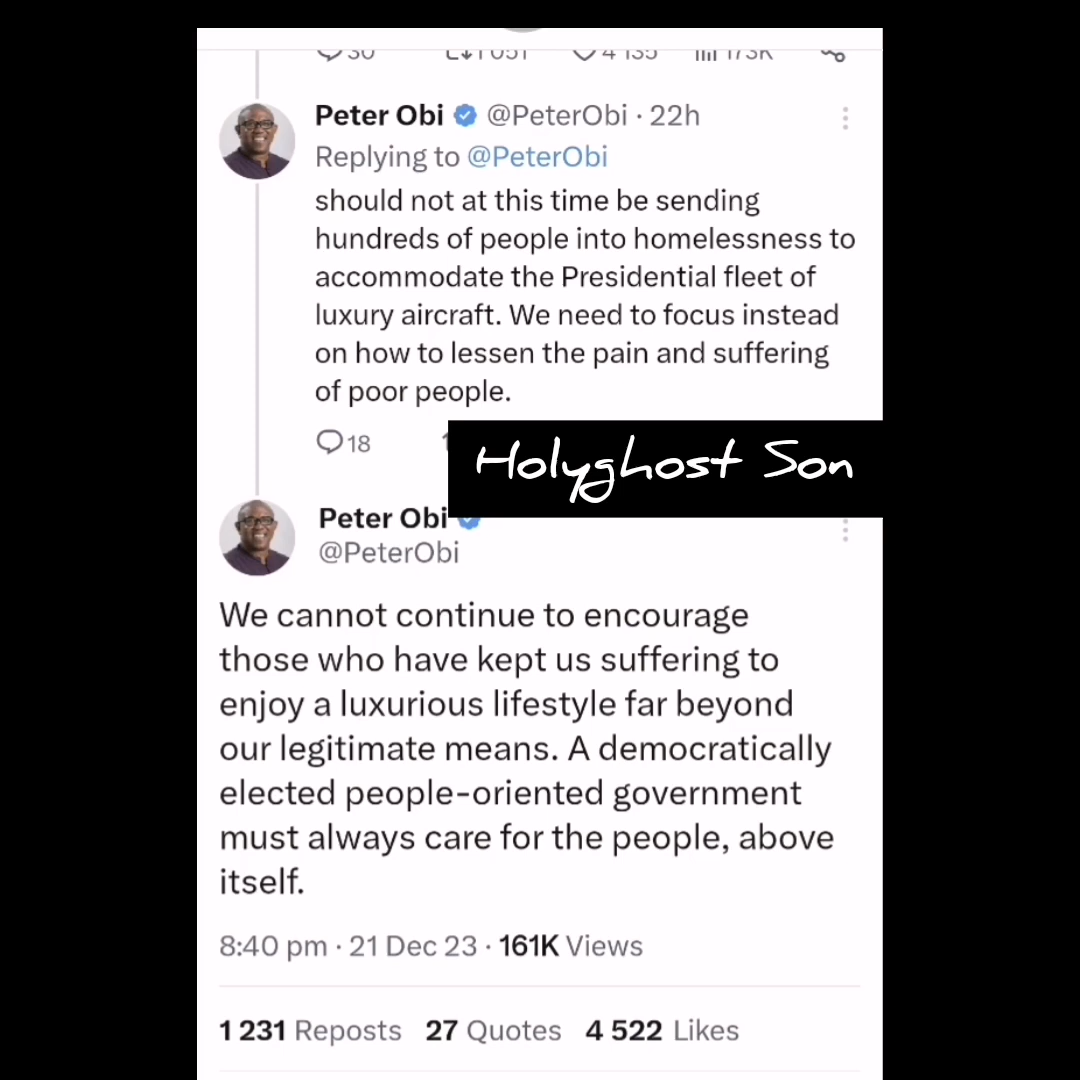 Peter Obi @PeterObi · 22h
Replying to @PeterObi
should not at this time be sending
hundreds of people into homelessness to
accommodate the Presidential fleet of
luxury aircraft. We need to focus instead
on how to lessen the pain and suffering
of poor people.
18
Holyghost Son
Peter Obi
@PeterObi
We cannot continue to encourage
those who have kept us suffering to
enjoy a luxurious lifestyle far beyond
our legitimate means. A democratically
elected people-oriented government
must always care for the people, above
itself.
8:40 pm · 21 Dec 23 · 161K Views
1 231 Reposts 27 Quotes 4 522 Likes